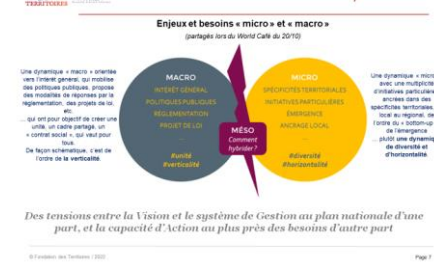 TERRITOIRES
Enjeux et besoins « micro » et « macro »
(partagés lors du World Café du 20/10)
Une dynamique « macro » orientée
vers l'intérêt général, qui mobilise
des politiques publiques, propose
des modalités de réponses par la
règlementation, des projets de loi,
etc.
... qui ont pour objectif de créer une
unité, un cadre partagé, un
« contrat social », qui vaut pour
tous.
De façon schématique, c'est de
l'ordre de la verticalité.
MACRO
INTÉRÊT GÉNÉRAL
POLITIQUES PUBLIQUES
RÈGLEMENTATION
PROJET DE LOI
...
#unité
#verticalité
MÉSO
Comment
hybrider ?
MICRO
SPÉCIFICITÉS TERRITORIALES
INITIATIVES PARTICULIÈRES
ÉMERGENCE
ANCRAGE LOCAL
...
#diversité
#horizontalité
Une dynamique « micro
avec une multiplicité
d'initiatives particulière
ancrées dans des
spécificités territoriales.
local au régional, de
l'ordre du « bottom-up
de l'émergence
... plutôt une dynamiq
de diversité et
d'horizontalité.
Des tensions entre la Vision et le système de Gestion au plan nationale d'une
part, et la capacité d'Action au plus près des besoins d'autre part
© Fondation des Territoires - 2022
Page 7